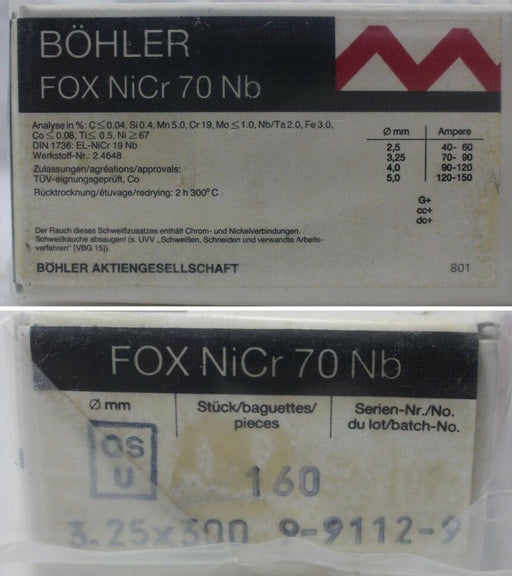 BÖHLER
FOX NiCr 70 Nb
Analyse in %: C≤0.04, Si 0.4, Mn 5.0, Cr 19, Mo≤1.0, Nb/Ta 2.0, Fe 3.0,
Co≤0.08, Ti≤0.5, Ni≥67
DIN 1736: EL-NiCr 19 Nb
Werkstoff-Nr.: 2.4648
Zulassungen/agréations/approvals:
TÜV-eignungsgeprüft, Co
Rücktrocknung/étuvage/redrying: 2 h 300°C
Ø mm Ampere
2,5 40- 60
3,25 70- 90
4,0 90-120
5,0 120-150
G+
cc+
dc+
Der Rauch dieses Schweißzusatzes enthält Chrom- und Nickelverbindungen.
Schweißrauche absaugen! (s. UVV „Schweißen, Schneiden und verwandte Arbeits-
verfahren" [VBG 15]).
BÖHLER AKTIENGESELLSCHAFT 801
FOX NiCr 70 Nb
Ø mm Stück/baguettes/ Serien-Nr./No.
pieces du lot/batch-No.
QS
U
160
3.25x300 9-9112-9